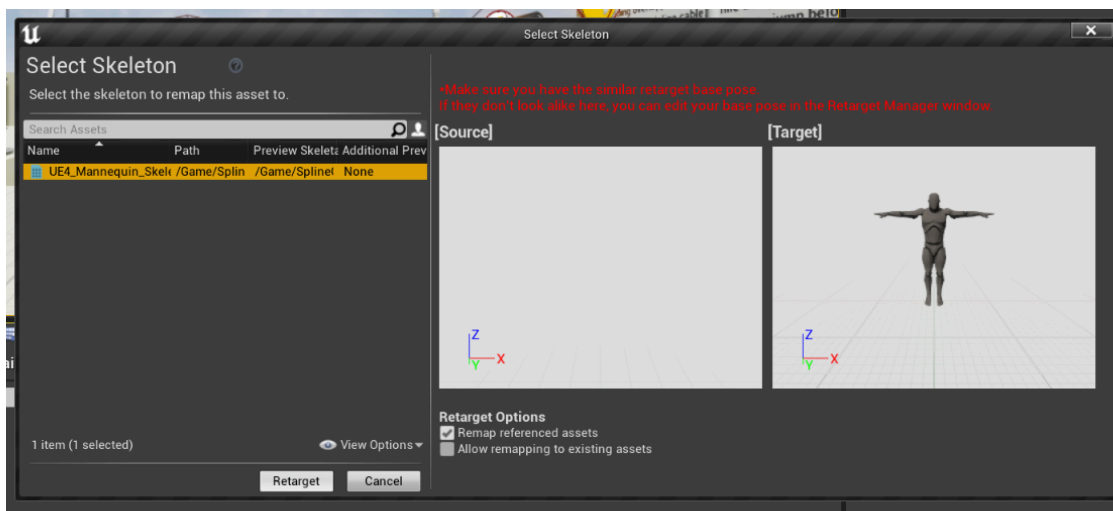 Select Skeleton
Select Skeleton
Select the skeleton to remap this asset to.
Search Assets
Name Path Preview Skeleta Additional Prev
UE4_Mannequin_Skele /Game/Splin /Game/Spline None
1 item (1 selected)
View Options
Retarget Cancel
*Make sure you have the similar retarget base pose.
If they don't look alike here, you can edit your base pose in the Retarget Manager window.
[Source] [Target]
Z
X
Y
Z
X
Y
Retarget Options
Remap referenced assets
Allow remapping to existing assets